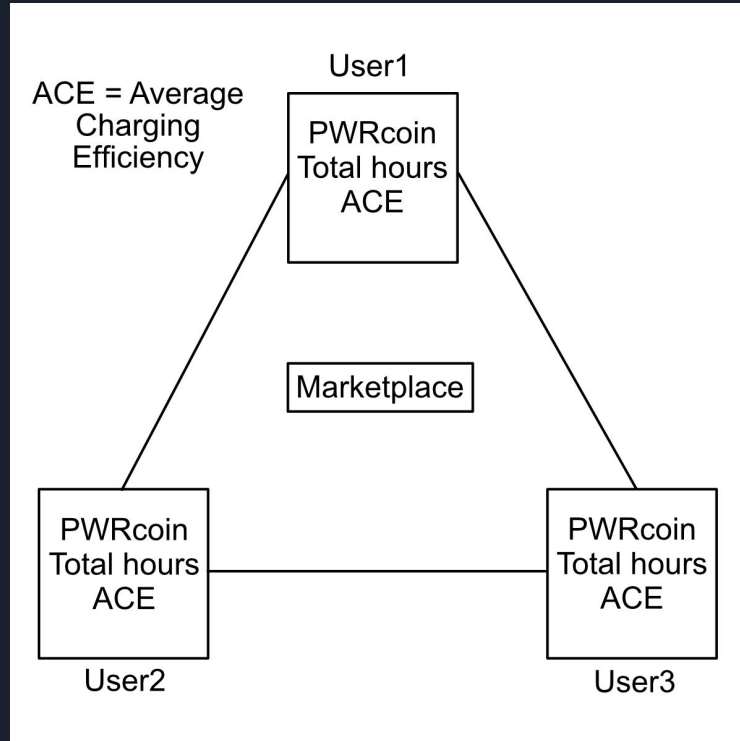 User1
ACE = Average
Charging
Efficiency
PWRcoin
Total hours
ACE
Marketplace
PWRcoin
Total hours
ACE
User2
PWRcoin
Total hours
ACE
User3